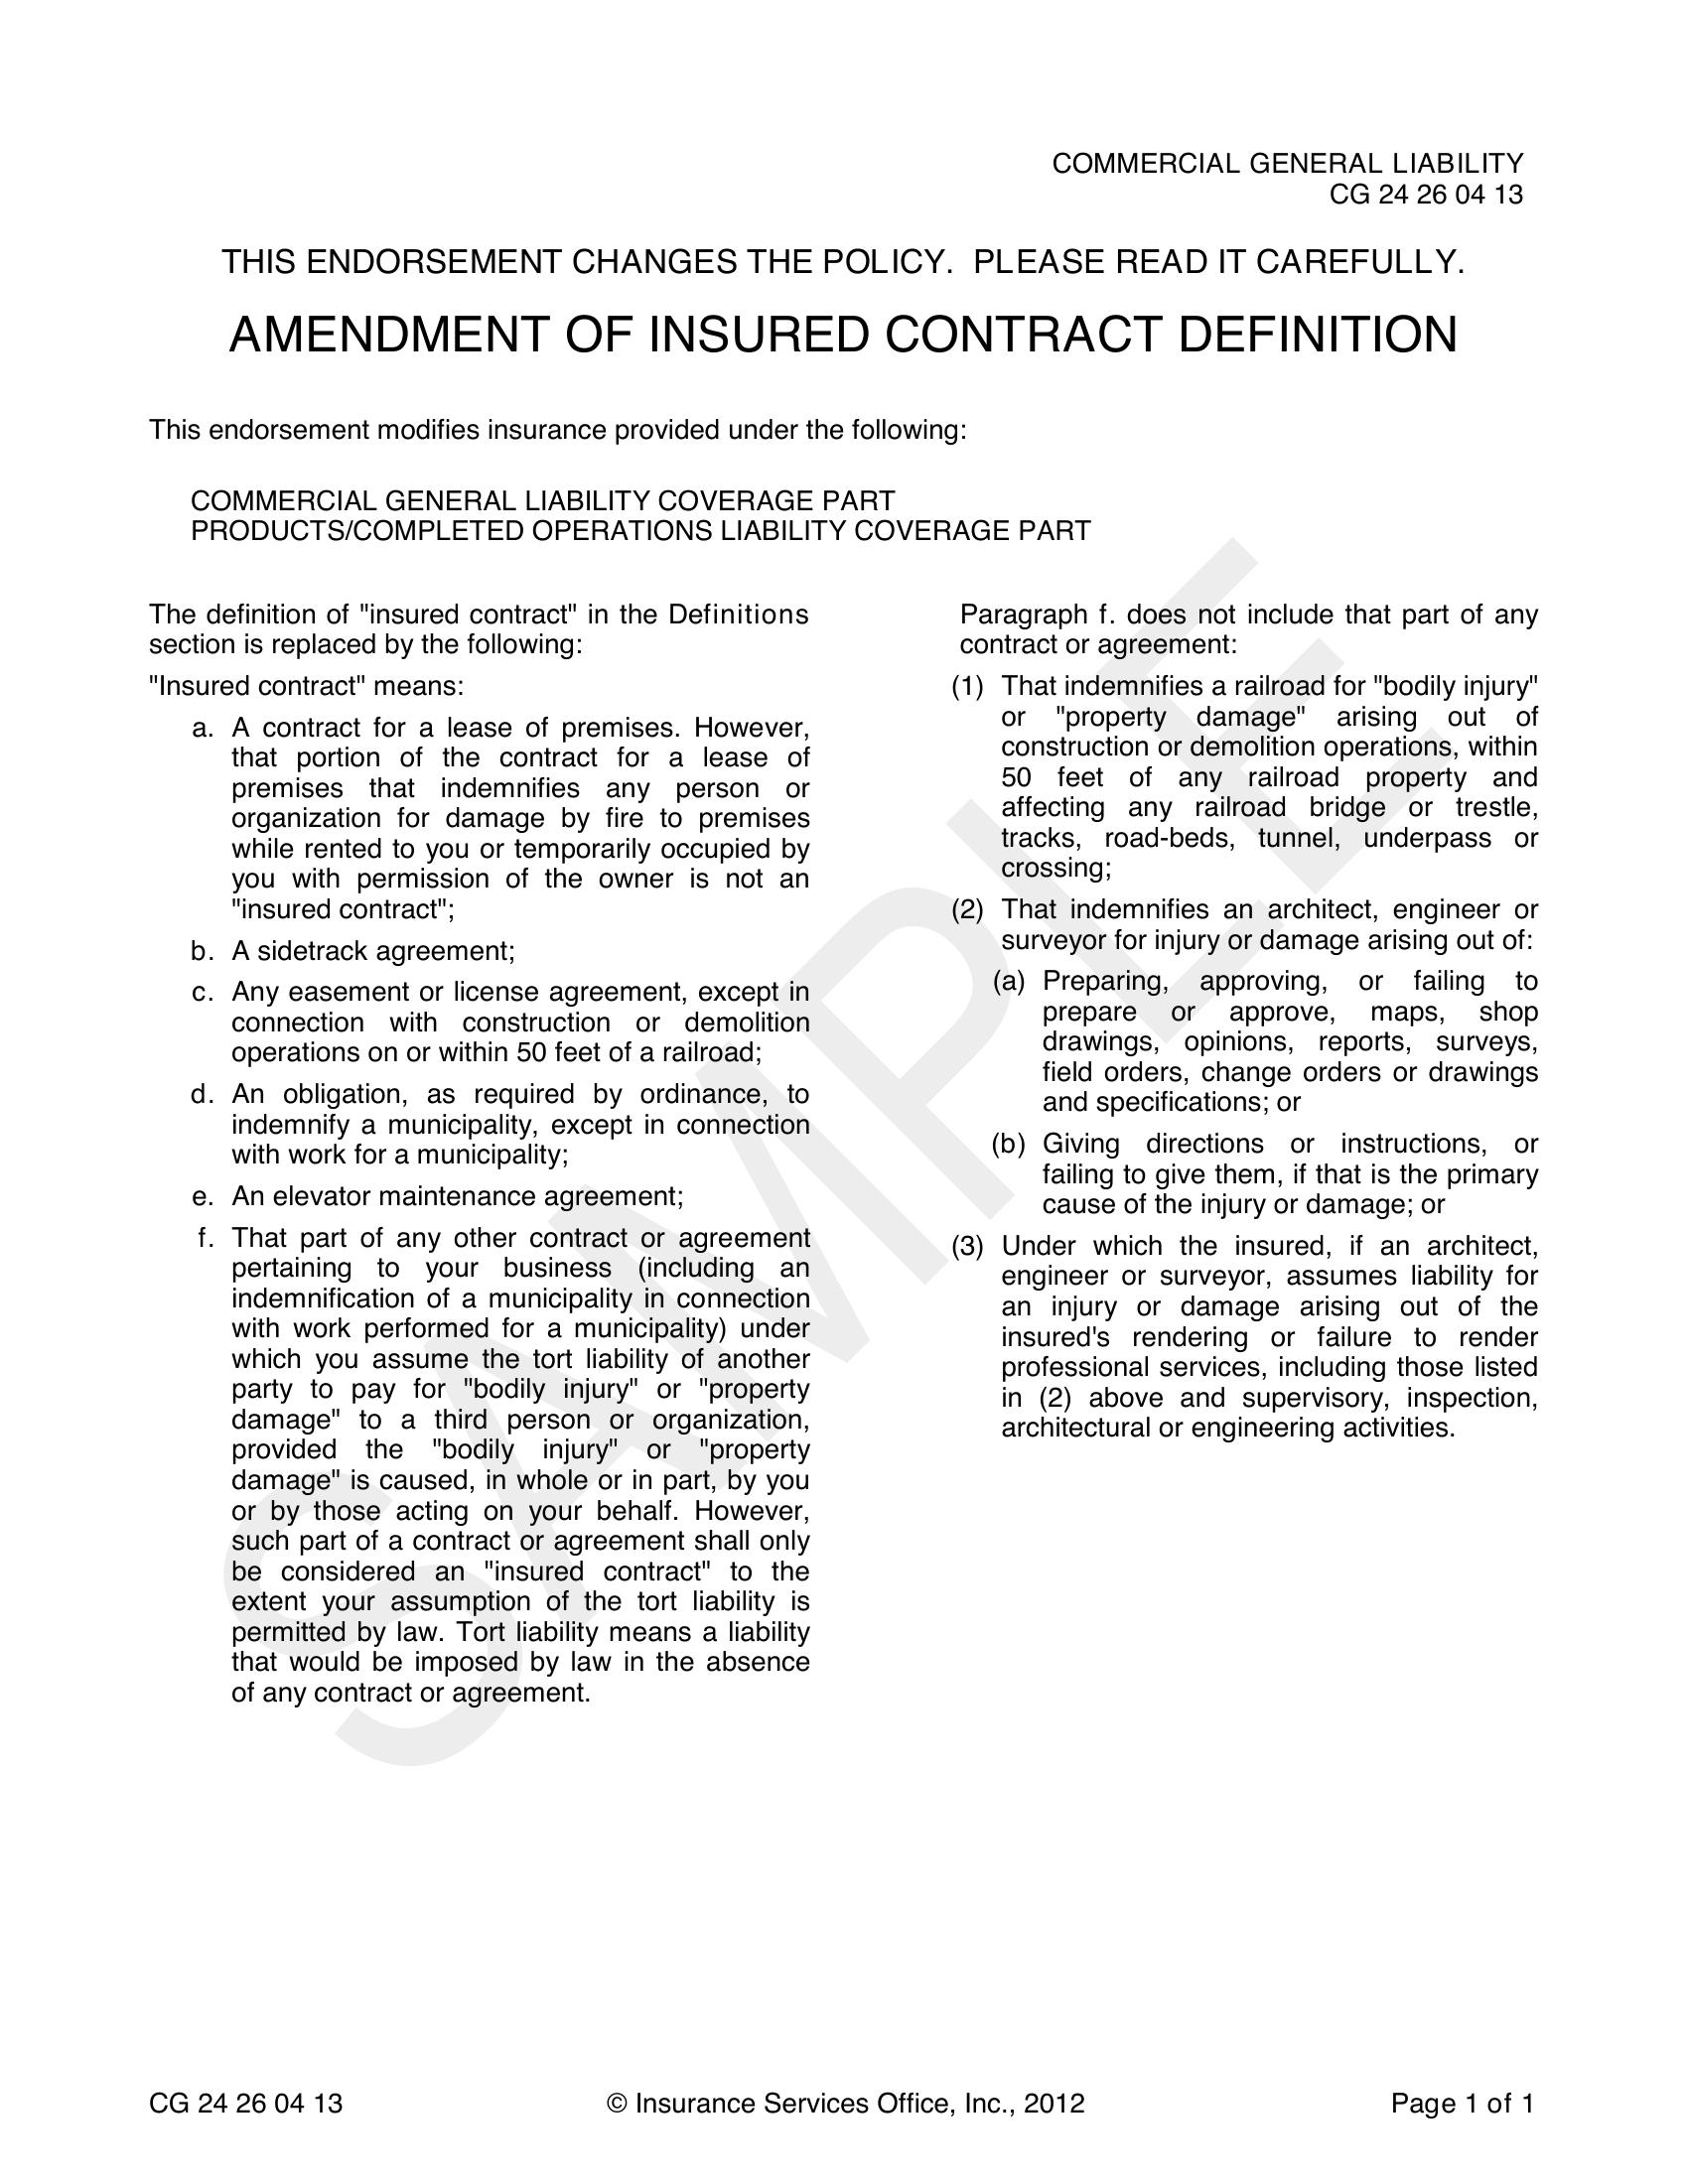 COMMERCIAL GENERAL LIABILITY
CG 24 26 04 13
THIS ENDORSEMENT CHANGES THE POLICY. PLEASE READ IT CAREFULLY.
AMENDMENT OF INSURED CONTRACT DEFINITION
This endorsement modifies insurance provided under the following:
COMMERCIAL GENERAL LIABILITY COVERAGE PART
PRODUCTS/COMPLETED OPERATIONS LIABILITY COVERAGE PART
The definition of "insured contract" in the Definitions
section is replaced by the following:
"Insured contract" means:
a. A contract for a lease of premises. However,
that portion of the contract for a lease of
premises that indemnifies any person or
organization for damage by fire to premises
while rented to you or temporarily occupied by
you with permission of the owner is not an
"insured contract";
b. A sidetrack agreement;
c. Any easement or license agreement, except in
connection with construction or demolition
operations on or within 50 feet of a railroad;
d. An obligation, as required by ordinance, to
indemnify a municipality, except in connection
with work for a municipality;
e. An elevator maintenance agreement;
f. That part of any other contract or agreement
pertaining to your business (including an
indemnification of a municipality in connection
with work performed for a municipality) under
which you assume the tort liability of another
party to pay for "bodily injury" or "property
damage" to a third person or organization,
provided the "bodily injury" or "property
damage" is caused, in whole or in part, by you
or by those acting on your behalf. However,
such part of a contract or agreement shall only
be considered an "insured contract" to the
extent your assumption of the tort liability is
permitted by law. Tort liability means a liability
that would be imposed by law in the absence
of any contract or agreement.
Paragraph f. does not include that part of any
contract or agreement:
(1) That indemnifies a railroad for "bodily injury"
or "property damage" arising out of
construction or demolition operations, within
50 feet of any railroad property and
affecting any railroad bridge or trestle,
tracks, road-beds, tunnel, underpass or
crossing;
(2) That indemnifies an architect, engineer or
surveyor for injury or damage arising out of:
(a) Preparing, approving, or failing to
prepare or approve, maps, shop
drawings, opinions, reports, surveys,
field orders, change orders or drawings
and specifications; or
(b) Giving directions or instructions, or
failing to give them, if that is the primary
cause of the injury or damage; or
(3) Under which the insured, if an architect,
engineer or surveyor, assumes liability for
an injury or damage arising out of the
insured's rendering or failure to render
professional services, including those listed
in (2) above and supervisory, inspection,
architectural or engineering activities.
SAMPLE
CG 24 26 04 13 © Insurance Services Office, Inc., 2012 Page 1 of 1